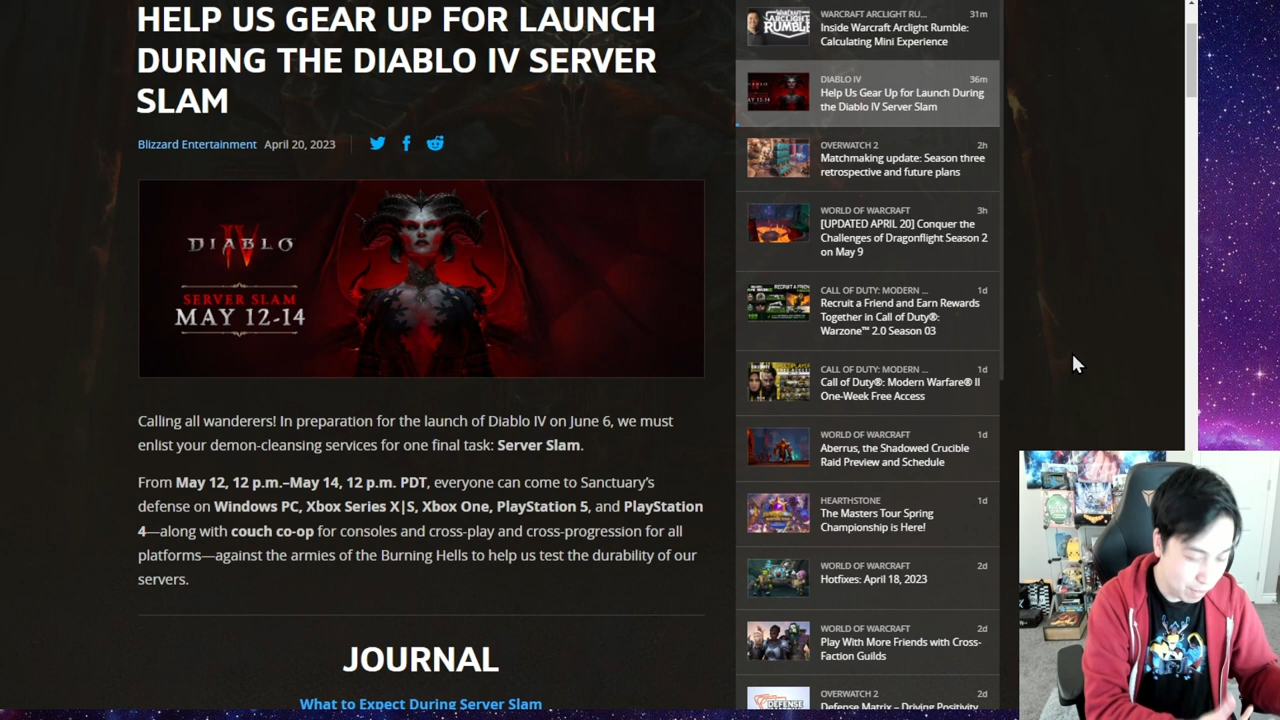 HELP US GEAR UP FOR LAUNCH
DURING THE DIABLO IV SERVER
SLAM
Blizzard Entertainment April 20, 2023
DIABLO
IV
SERVER SLAM
MAY 12-14
Calling all wanderers! In preparation for the launch of Diablo IV on June 6, we must
enlist your demon-cleansing services for one final task: Server Slam.
From May 12, 12 p.m.–May 14, 12 p.m. PDT, everyone can come to Sanctuary's
defense on Windows PC, Xbox Series X|S, Xbox One, PlayStation 5, and PlayStation
4—along with couch co-op for consoles and cross-play and cross-progression for all
platforms—against the armies of the Burning Hells to help us test the durability of our
servers.
JOURNAL
What to Expect During Server Slam
WARCRAFT ARCLIGHT RU... 31m
WARCRAFT
ARCLIGHT
RUMBLE
Inside Warcraft Arclight Rumble:
Calculating Mini Experience
DIABLO IV 36m
MAY 12-14
Help Us Gear Up for Launch During
the Diablo IV Server Slam
OVERWATCH 2 2h
Matchmaking update: Season three
retrospective and future plans
WORLD OF WARCRAFT 3h
[UPDATED APRIL 20] Conquer the
Challenges of Dragonflight Season 2
on May 9
CALL OF DUTY: MODERN ... 1d
Recruit a Friend and Earn Rewards
Together in Call of Duty®:
Warzone™ 2.0 Season 03
CALL OF DUTY: MODERN ... 1d
Call of Duty®: Modern Warfare® II
One-Week Free Access
WORLD OF WARCRAFT 1d
Aberrus, the Shadowed Crucible
Raid Preview and Schedule
HEARTHSTONE 1d
The Masters Tour Spring
Championship is Here!
WORLD OF WARCRAFT 2d
Hotfixes: April 18, 2023
WORLD OF WARCRAFT 2d
Play With More Friends with Cross-
Faction Guilds
OVERWATCH 2 2d
DEFENSE
Defense Matrix – Driving Positivity